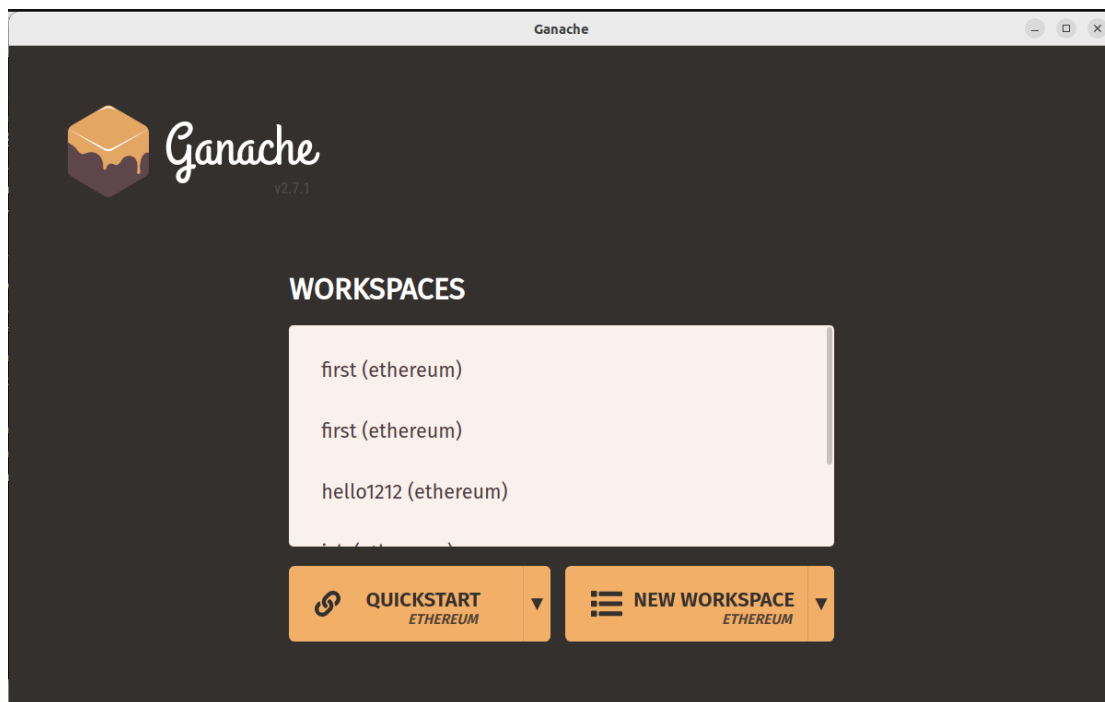 Ganache
Ganache
v2.7.1
WORKSPACES
first (ethereum)
first (ethereum)
hello1212 (ethereum)
QUICKSTART
ETHEREUM
NEW WORKSPACE
ETHEREUM